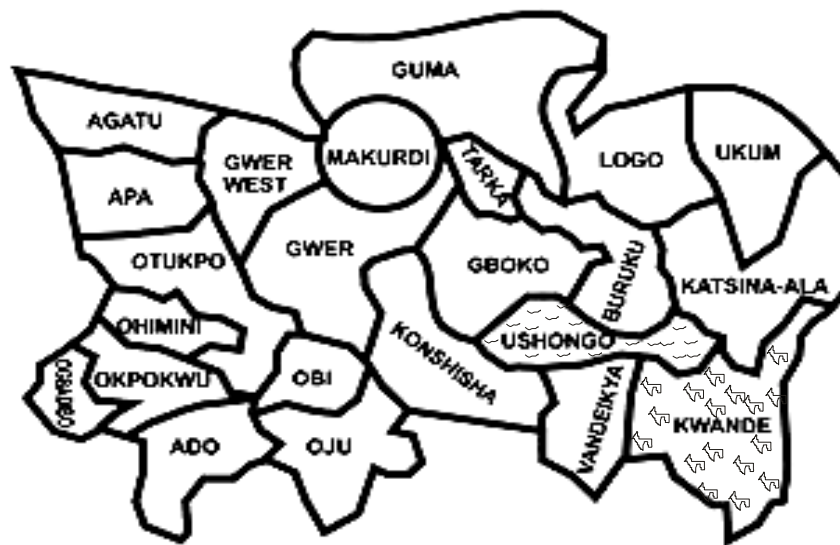 GUMA
AGATU
MAKURDI
GWER
WEST
TARKA
LOGO
UKUM
APA
OTUKPO
GWER
GBOKO
BURUKU
KATSINA-ALA
OHIMINI
KONSHISHA
USHONGO
OKPOKWU
OBI
VANDEIKYA
KWANDE
ADO
OJU